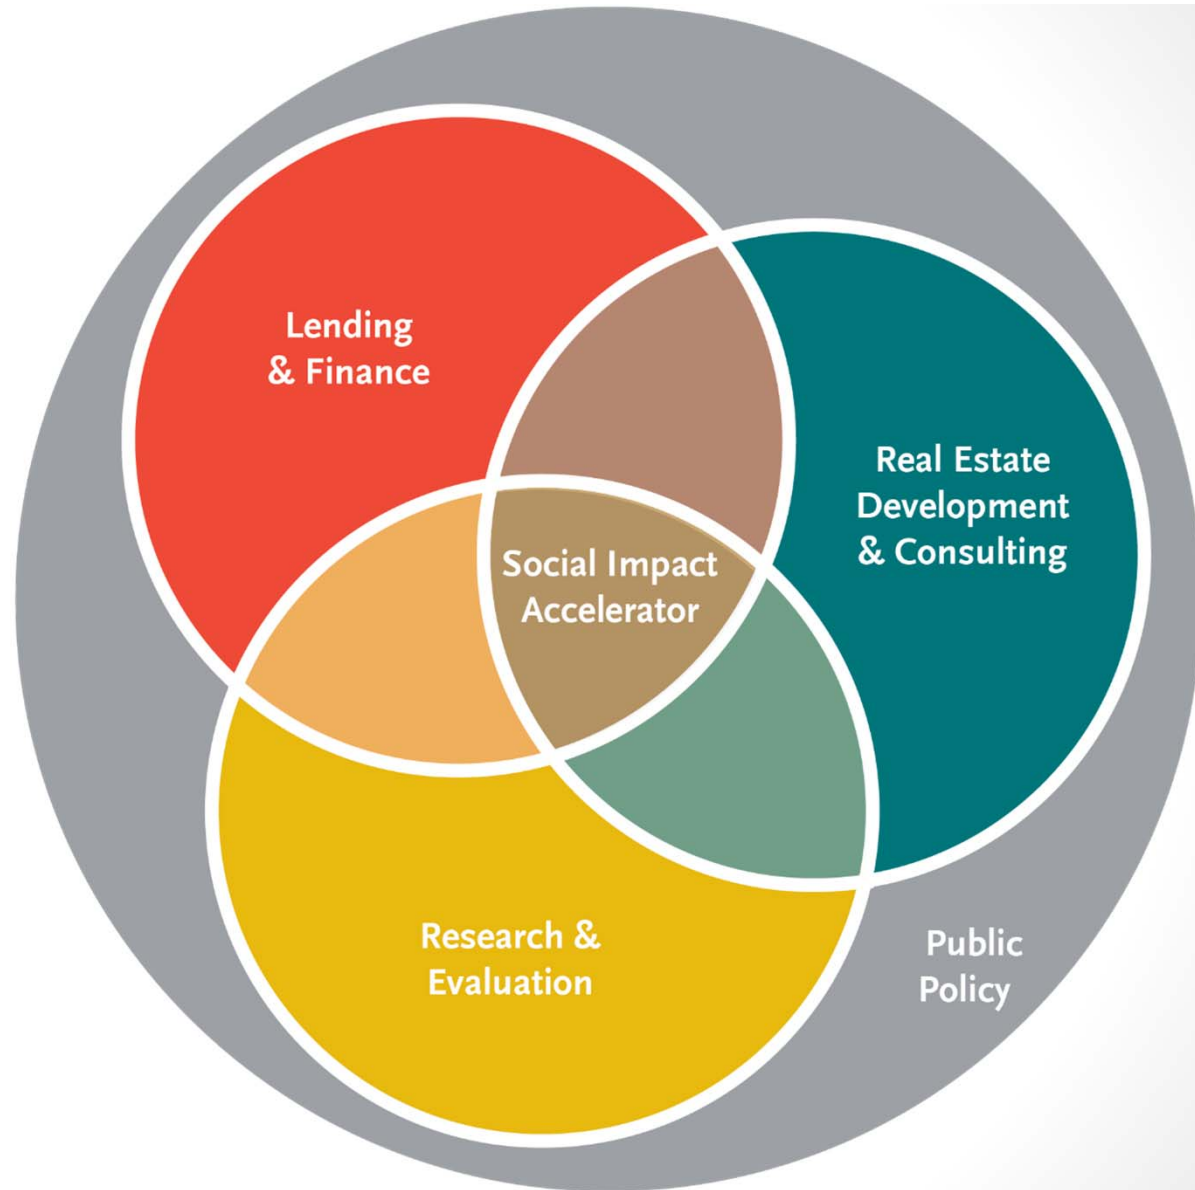 Lending
& Finance
Real Estate
Development
& Consulting
Social Impact
Accelerator
Research &
Evaluation
Public
Policy